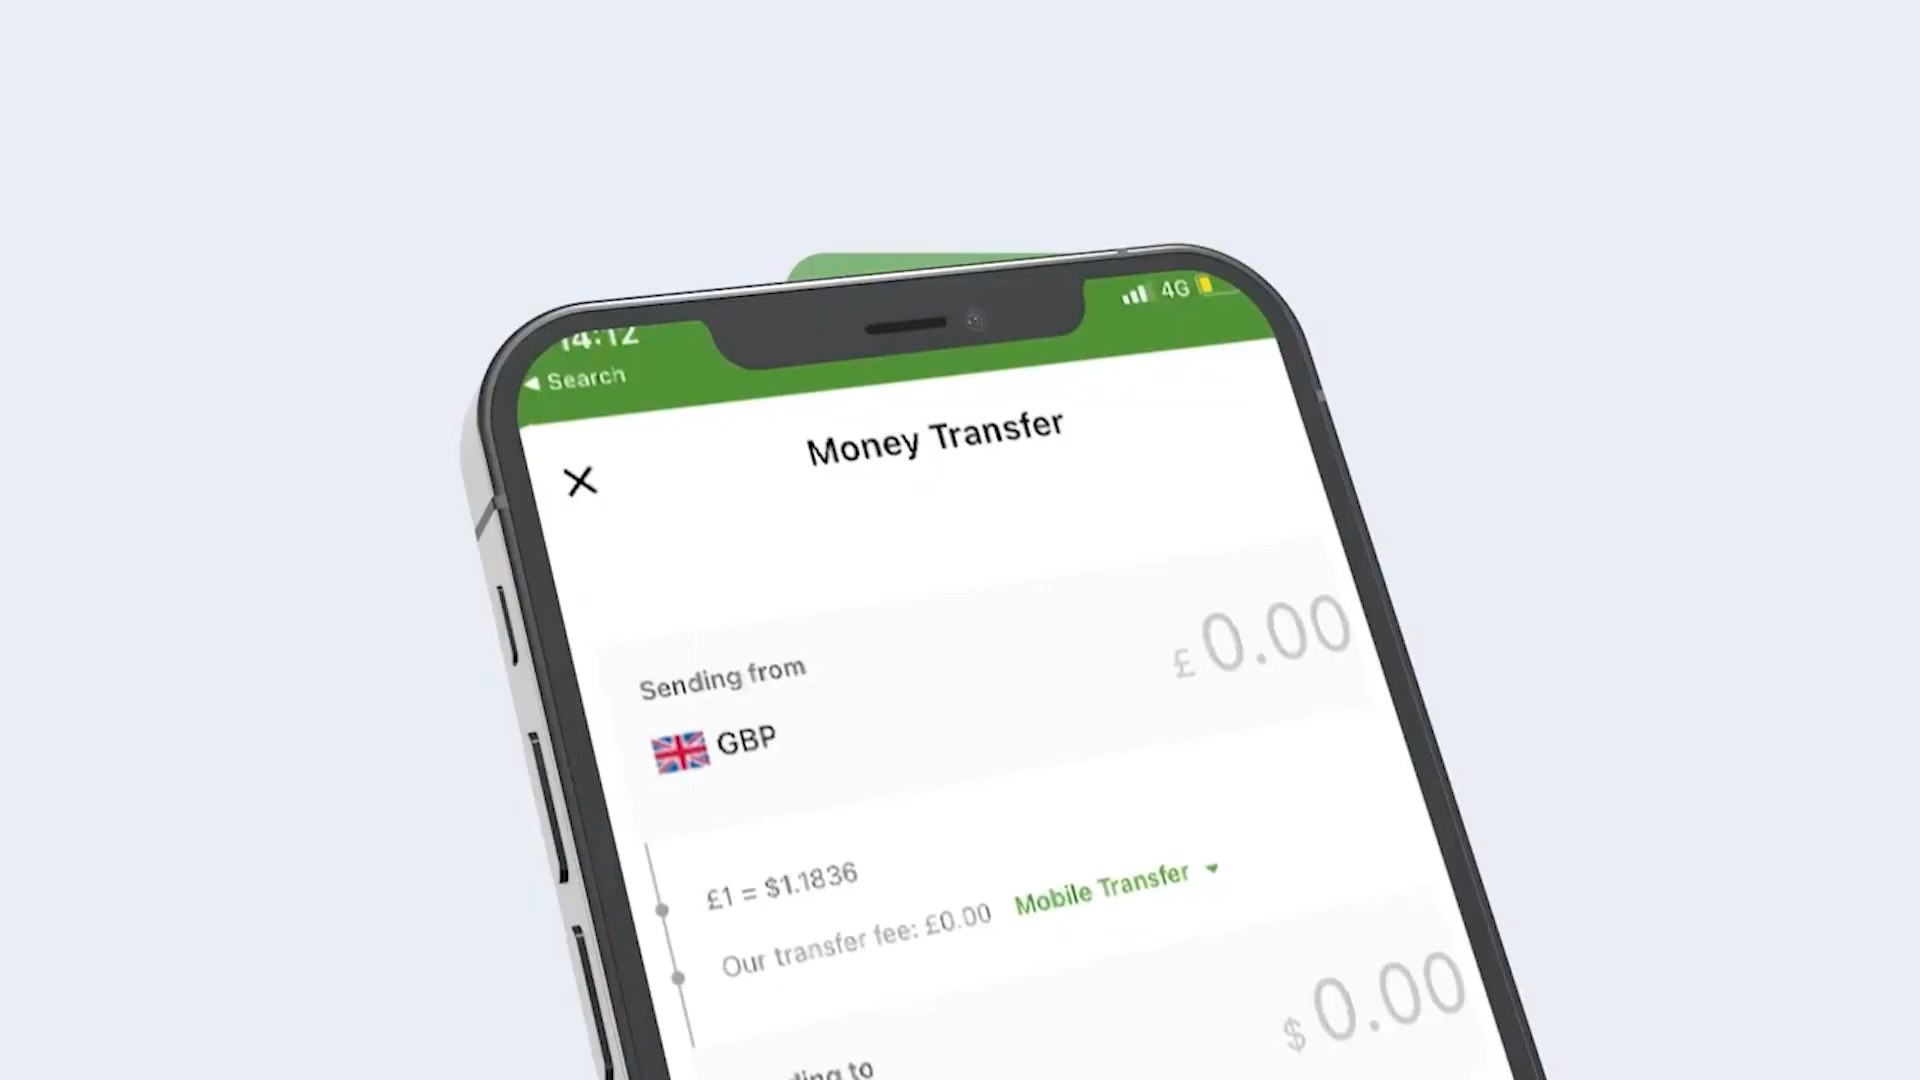 14:12
4G
Search
Money Transfer
Sending from
£ 0.00
GBP
£1 = $1.1836
Our transfer fee: £0.00 Mobile Transfer
$ 0.00
to